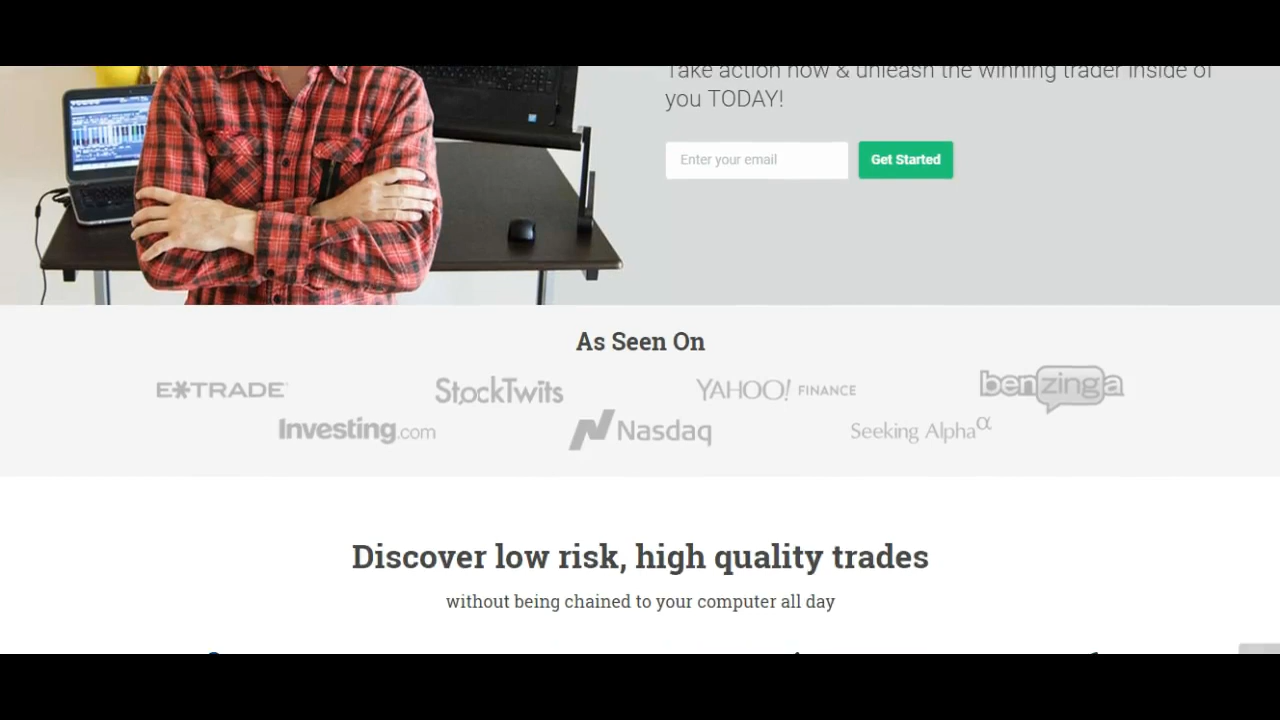 Take action now & unleash the winning trader inside of
you TODAY!
Enter your email
Get Started
As Seen On
E*TRADE
StockTwits
YAHOO! FINANCE
benzinga
Investing.com
Nasdaq
Seeking Alpha α
Discover low risk, high quality trades
without being chained to your computer all day